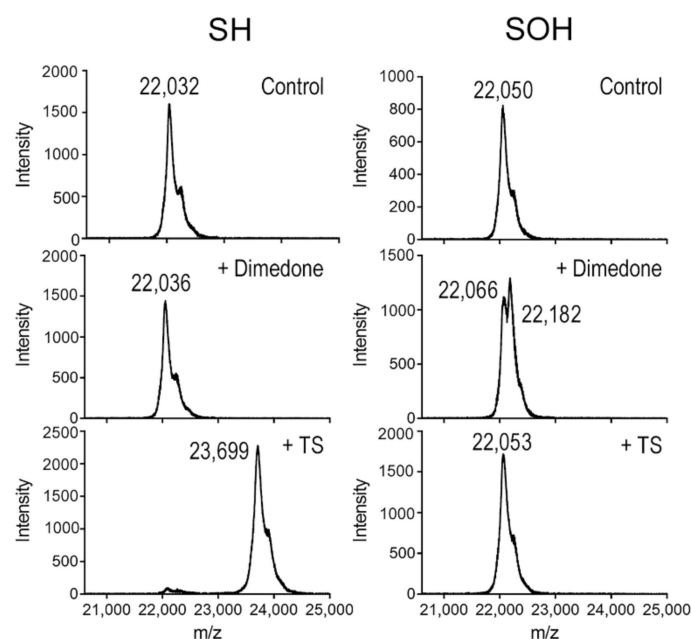 SH
SOH
2000
1500
1000
500
0
Intensity
22,032
Control
1000
800
600
400
200
0
Intensity
22,050
Control
2000
1500
1000
500
0
Intensity
+ Dimedone
22,036
1500
1000
500
0
Intensity
+ Dimedone
22,066
22,182
2500
2000
1500
1000
500
0
Intensity
+ TS
23,699
21,000 22,000 23,000 24,000 25,000
m/z
2000
1500
1000
500
0
Intensity
22,053
+ TS
21,000 22,000 23,000 24,000 25,000
m/z